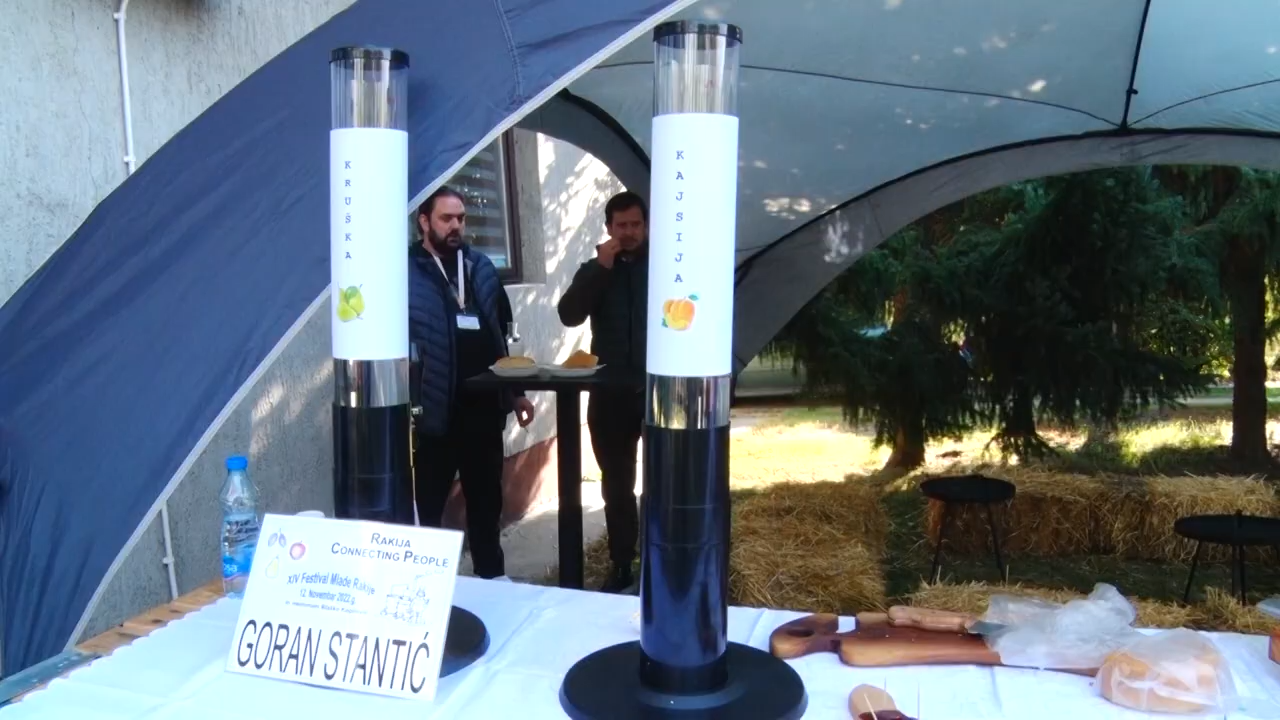 KRUŠKA
KAJSIJA
RAKIJA
CONNECTING PEOPLE
XIV Festival Mlade Rakije
12. Novembar 2022 g.
GORAN STANTIĆ